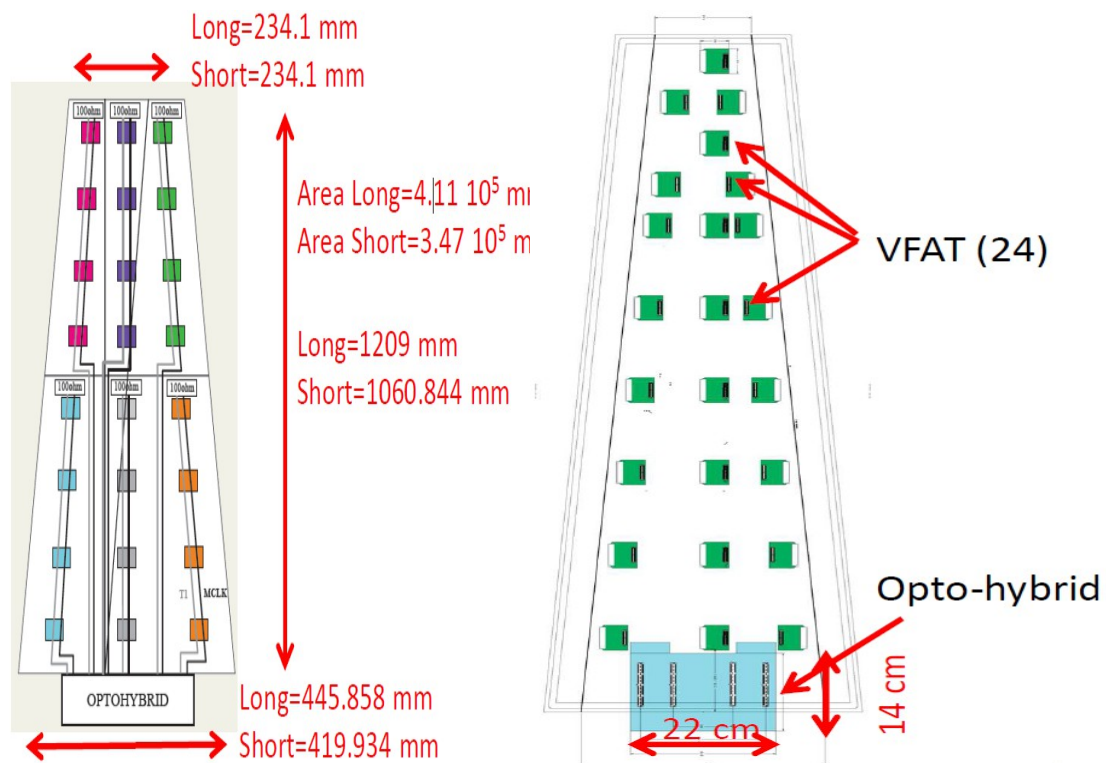 Long=234.1 mm
Short=234.1 mm
100ohm 100ohm 100ohm
Area Long=4.11 10⁵ mm
Area Short=3.47 10⁵ m
VFAT (24)
Long=1209 mm
Short=1060.844 mm
100ohm 100ohm 100ohm
T1 MCLK
Opto-hybrid
OPTOHYBRID
Long=445.858 mm
Short=419.934 mm
22 cm
14 cm